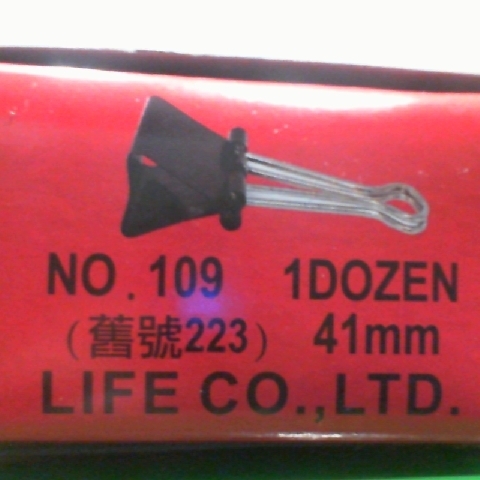 NO. 109 1DOZEN
(舊號223) 41mm
LIFE CO.,LTD.